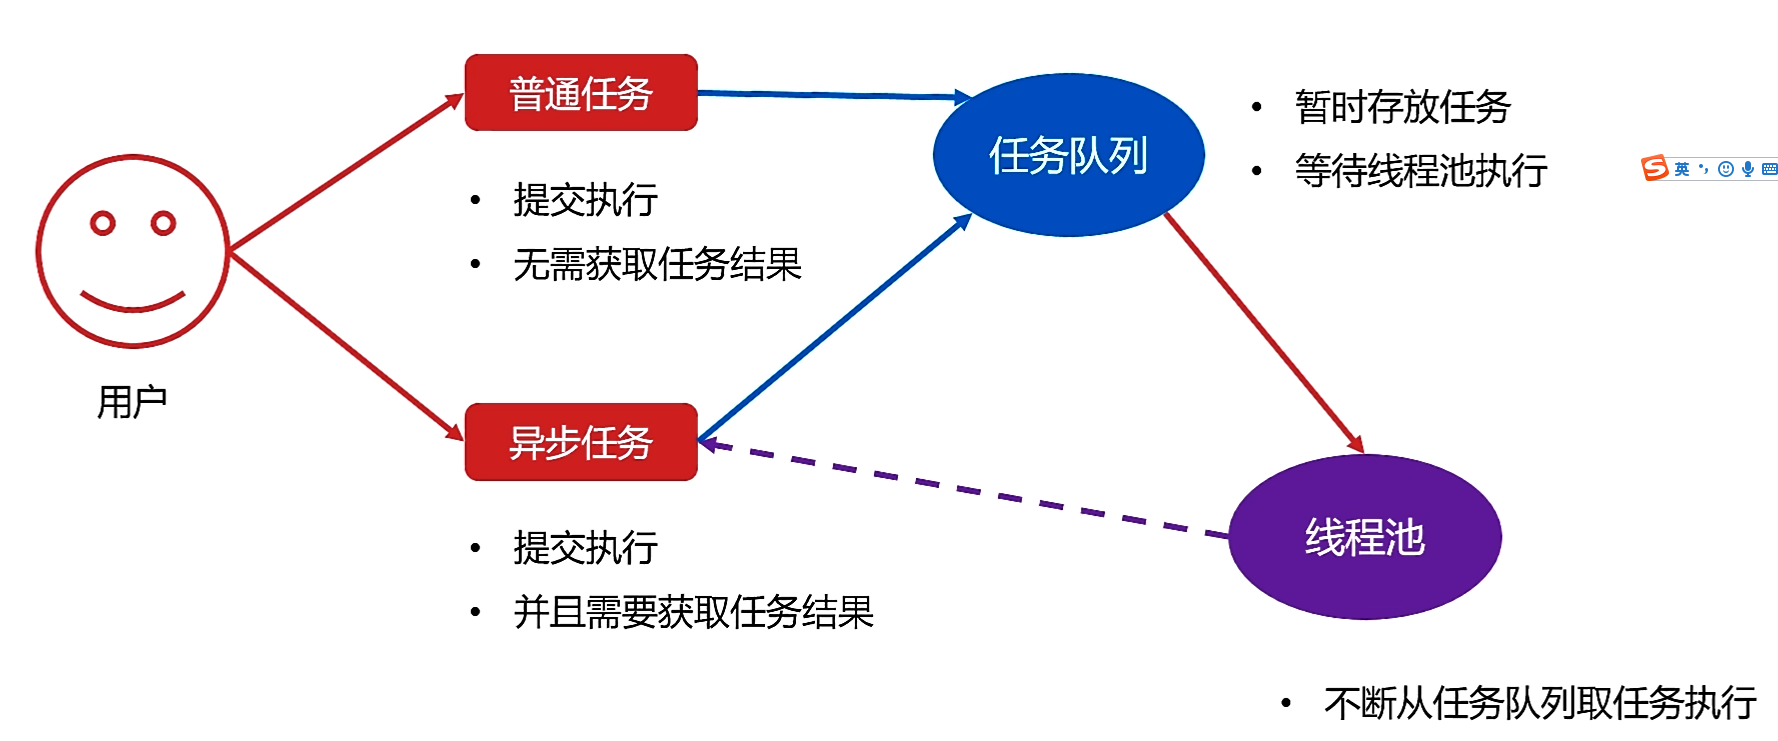 普通任务
任务队列
• 暂时存放任务
• 等待线程池执行
英
• 提交执行
• 无需获取任务结果
用户
异步任务
线程池
• 提交执行
• 并且需要获取任务结果
• 不断从任务队列取任务执行